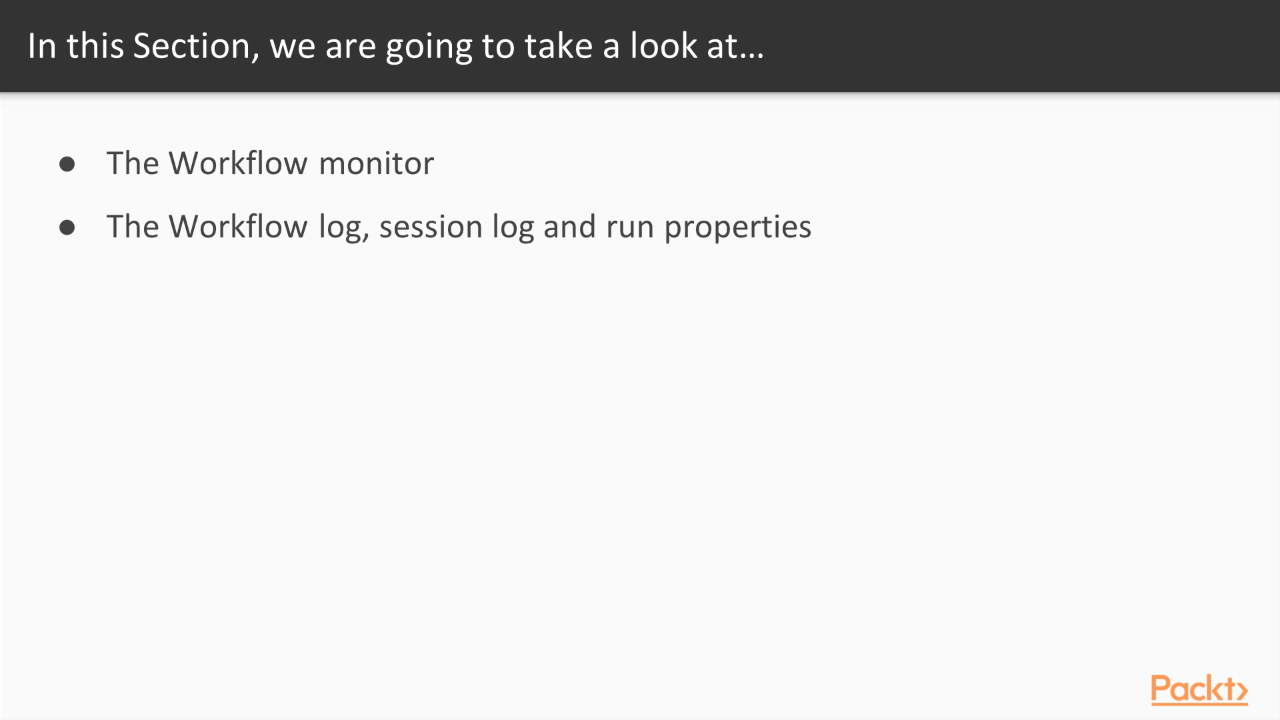 In this Section, we are going to take a look at…
● The Workflow monitor
● The Workflow log, session log and run properties
Packt>